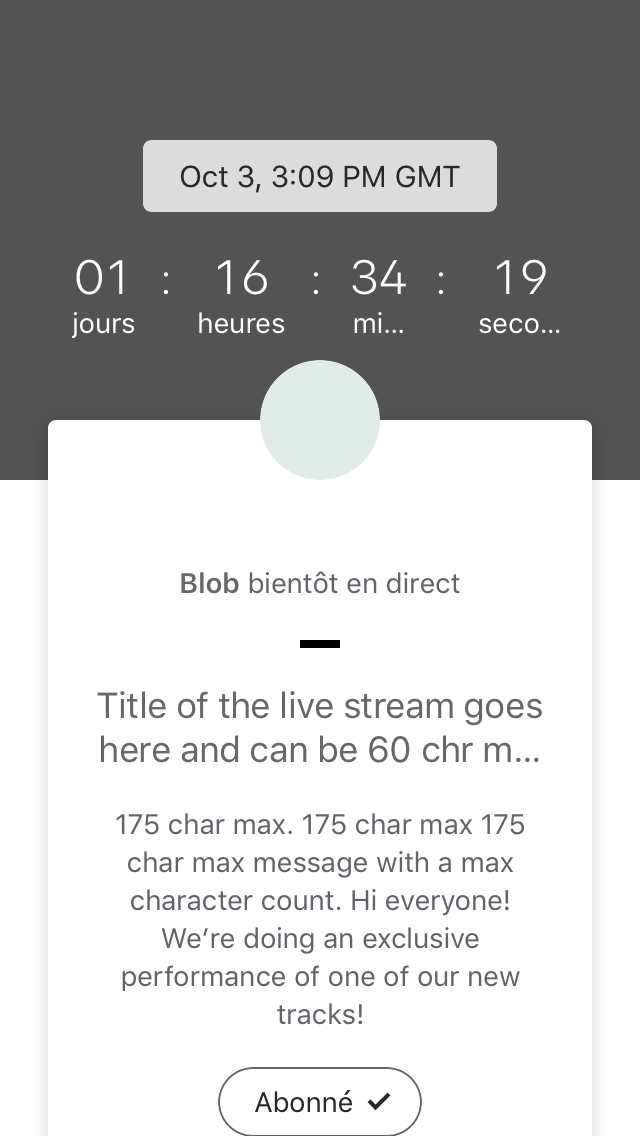 Oct 3, 3:09 PM GMT
01 : 16 : 34 : 19
jours heures mi... seco...
Blob bientôt en direct
Title of the live stream goes
here and can be 60 chr m...
175 char max. 175 char max 175
char max message with a max
character count. Hi everyone!
We’re doing an exclusive
performance of one of our new
tracks!
Abonné